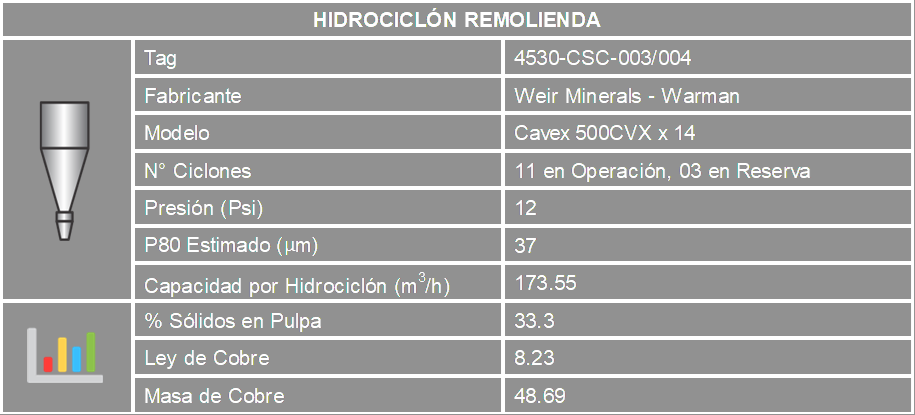 HIDROCICLÓN REMOLIENDA
Tag 4530-CSC-003/004
Fabricante Weir Minerals - Warman
Modelo Cavex 500CVX x 14
N° Ciclones 11 en Operación, 03 en Reserva
Presión (Psi) 12
P80 Estimado (µm) 37
Capacidad por Hidrociclón (m³/h) 173.55
% Sólidos en Pulpa 33.3
Ley de Cobre 8.23
Masa de Cobre 48.69